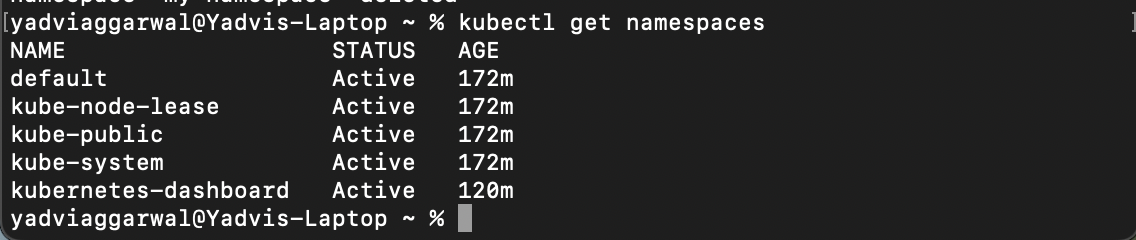 [yadviaggarwal@Yadvis-Laptop ~ % kubectl get namespaces ]
NAME STATUS AGE
default Active 172m
kube-node-lease Active 172m
kube-public Active 172m
kube-system Active 172m
kubernetes-dashboard Active 120m
yadviaggarwal@Yadvis-Laptop ~ %